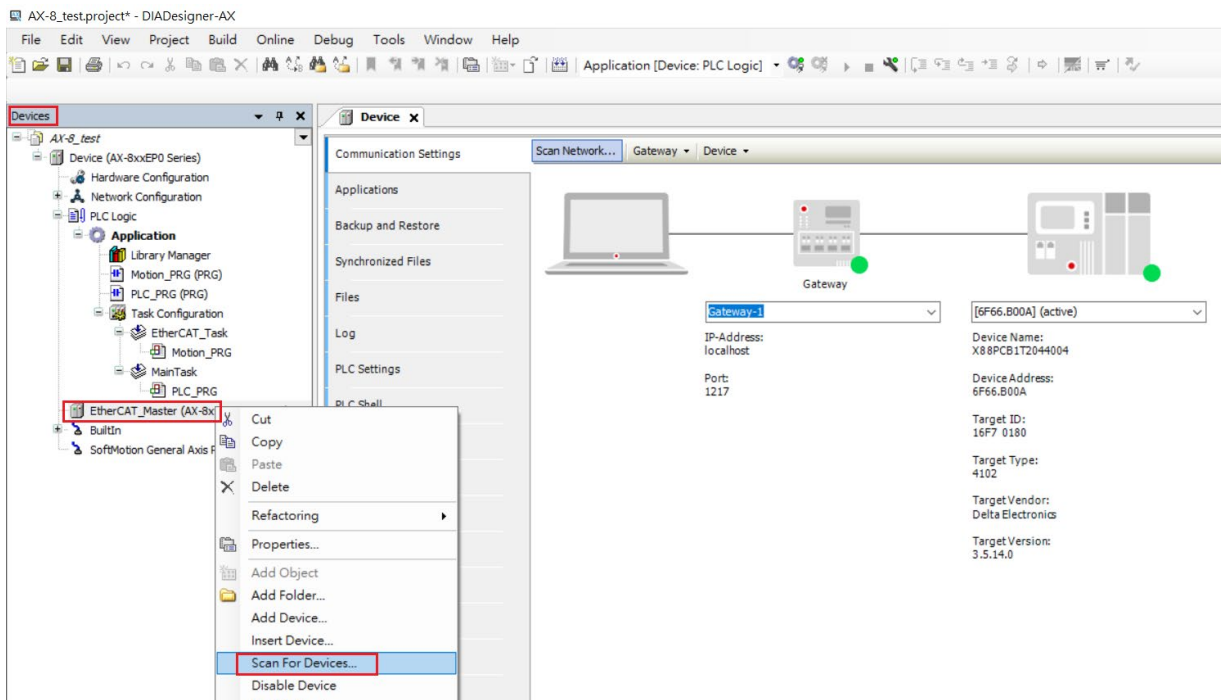 AX-8_test.project* - DIADesigner-AX
File Edit View Project Build Online Debug Tools Window Help
Application [Device: PLC Logic]
Devices
AX-8_test
Device (AX-8xxEP0 Series)
Hardware Configuration
Network Configuration
PLC Logic
Application
Library Manager
Motion_PRG (PRG)
PLC_PRG (PRG)
Task Configuration
EtherCAT_Task
Motion_PRG
MainTask
PLC_PRG
EtherCAT_Master (AX-8x
BuiltIn
SoftMotion General Axis P
Cut
Copy
Paste
Delete
Refactoring
Properties...
Add Object
Add Folder...
Add Device...
Insert Device...
Scan For Devices...
Disable Device
Device
Communication Settings
Applications
Backup and Restore
Synchronized Files
Files
Log
PLC Settings
PLC Shell
Scan Network... Gateway Device
Gateway
Gateway-1
IP-Address:
localhost
Port:
1217
[6F66.B00A] (active)
Device Name:
X88PCB1T2044004
Device Address:
6F66.B00A
Target ID:
16F7 0180
Target Type:
4102
Target Vendor:
Delta Electronics
Target Version:
3.5.14.0